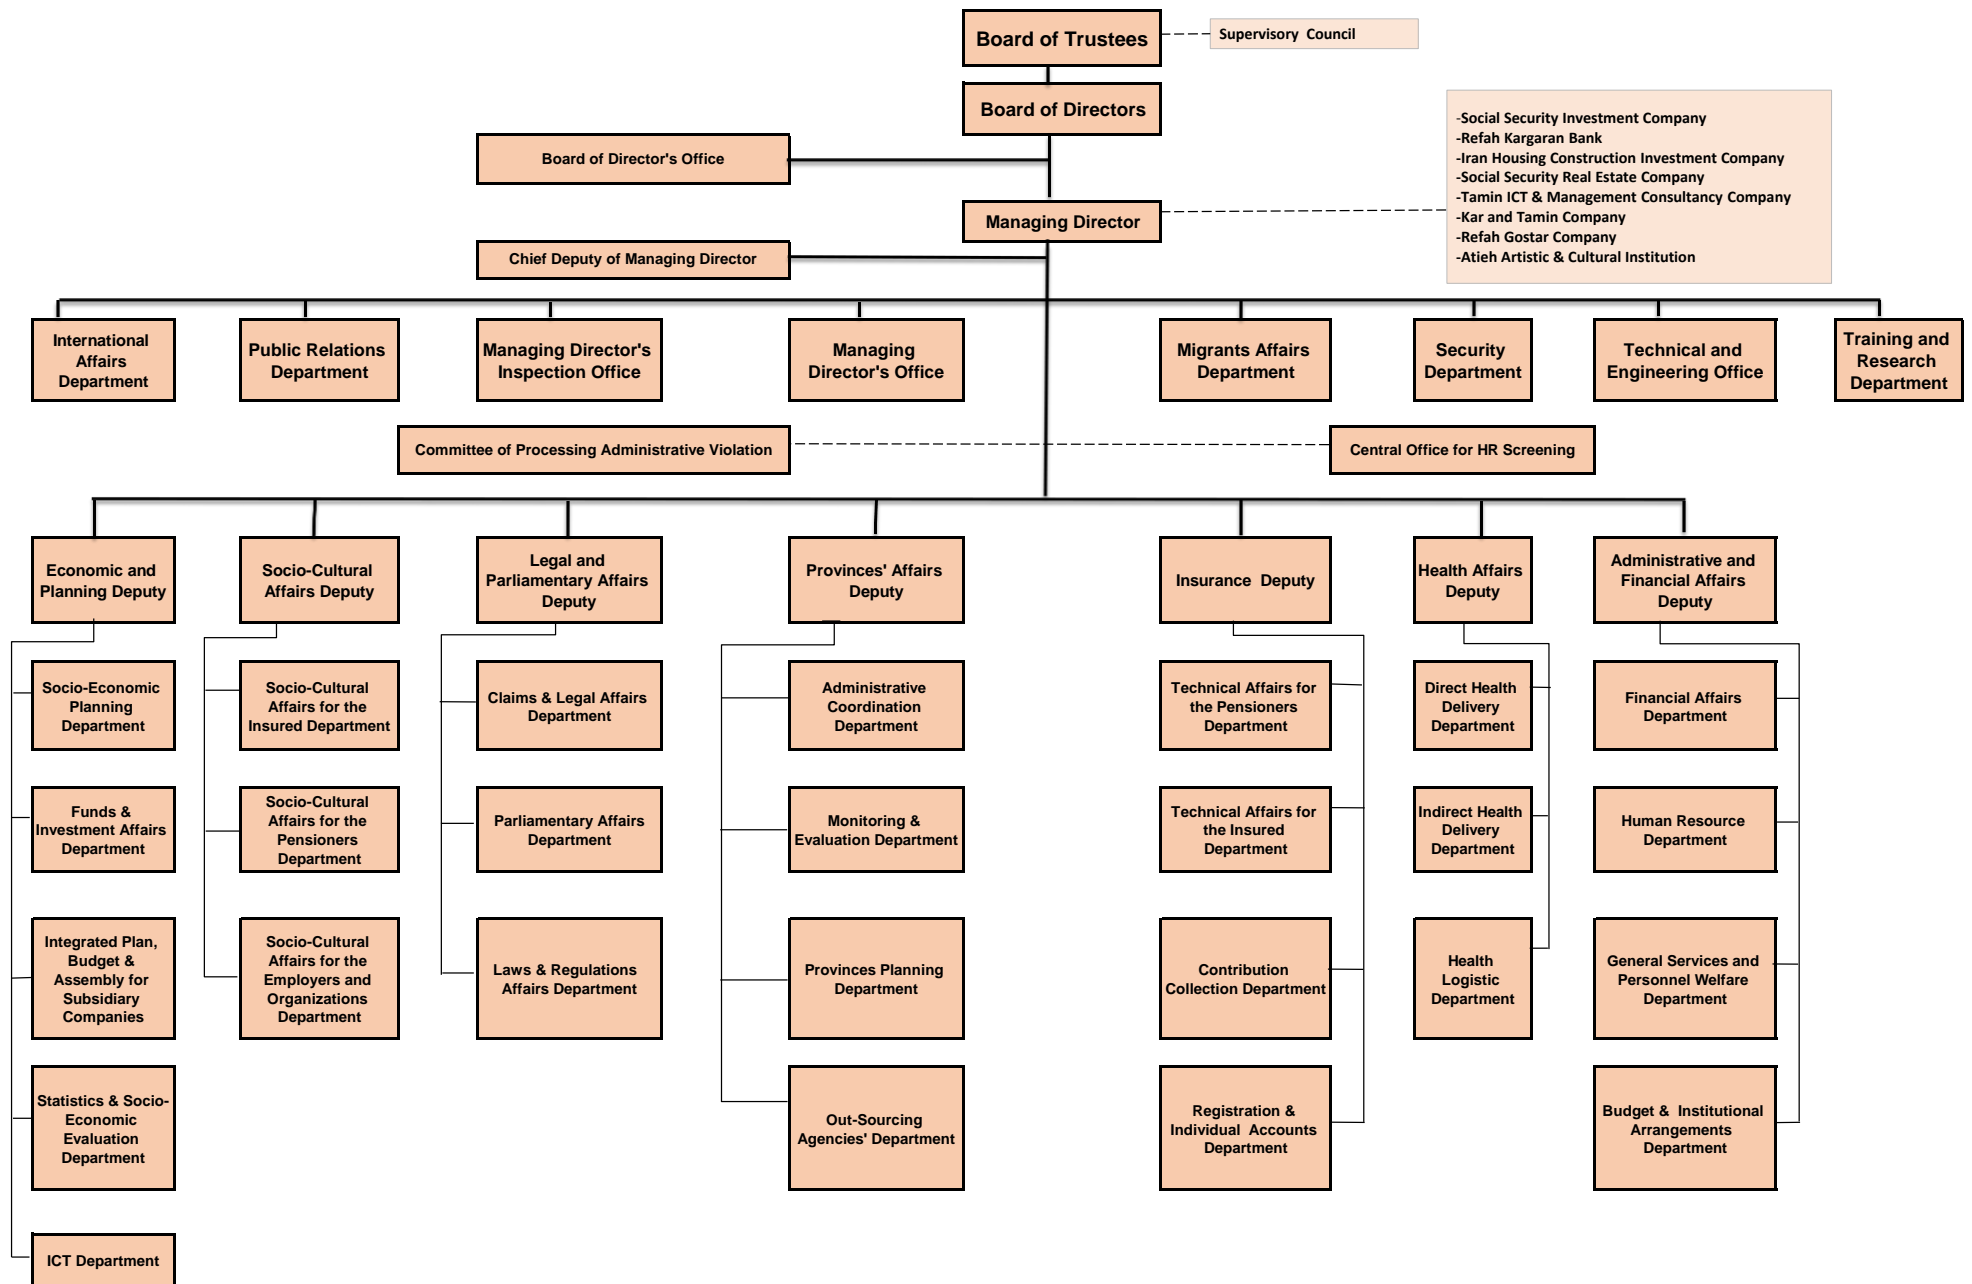 Board of Trustees
Supervisory Council
Board of Directors
-Social Security Investment Company
-Refah Kargaran Bank
-Iran Housing Construction Investment Company
-Social Security Real Estate Company
-Tamin ICT & Management Consultancy Company
-Kar and Tamin Company
-Refah Gostar Company
-Atieh Artistic & Cultural Institution
Board of Director's Office
Managing Director
Chief Deputy of Managing Director
International
Affairs
Department
Public Relations
Department
Managing Director's
Inspection Office
Managing
Director's Office
Migrants Affairs
Department
Security
Department
Technical and
Engineering Office
Training and
Research
Department
Committee of Processing Administrative Violation
Central Office for HR Screening
Economic and
Planning Deputy
Socio-Cultural
Affairs Deputy
Legal and
Parliamentary Affairs
Deputy
Provinces' Affairs
Deputy
Insurance Deputy
Health Affairs
Deputy
Administrative and
Financial Affairs
Deputy
Socio-Economic
Planning
Department
Socio-Cultural
Affairs for the
Insured Department
Claims & Legal Affairs
Department
Administrative
Coordination
Department
Technical Affairs for
the Pensioners
Department
Direct Health
Delivery
Department
Financial Affairs
Department
Funds &
Investment Affairs
Department
Socio-Cultural
Affairs for the
Pensioners
Department
Parliamentary Affairs
Department
Monitoring &
Evaluation Department
Technical Affairs for
the Insured
Department
Indirect Health
Delivery
Department
Human Resource
Department
Integrated Plan,
Budget &
Assembly for
Subsidiary
Companies
Socio-Cultural
Affairs for the
Employers and
Organizations
Department
Laws & Regulations
Affairs Department
Provinces Planning
Department
Contribution
Collection Department
Health
Logistic
Department
General Services and
Personnel Welfare
Department
Statistics & Socio-
Economic
Evaluation
Department
Out-Sourcing
Agencies' Department
Registration &
Individual Accounts
Department
Budget & Institutional
Arrangements
Department
ICT Department